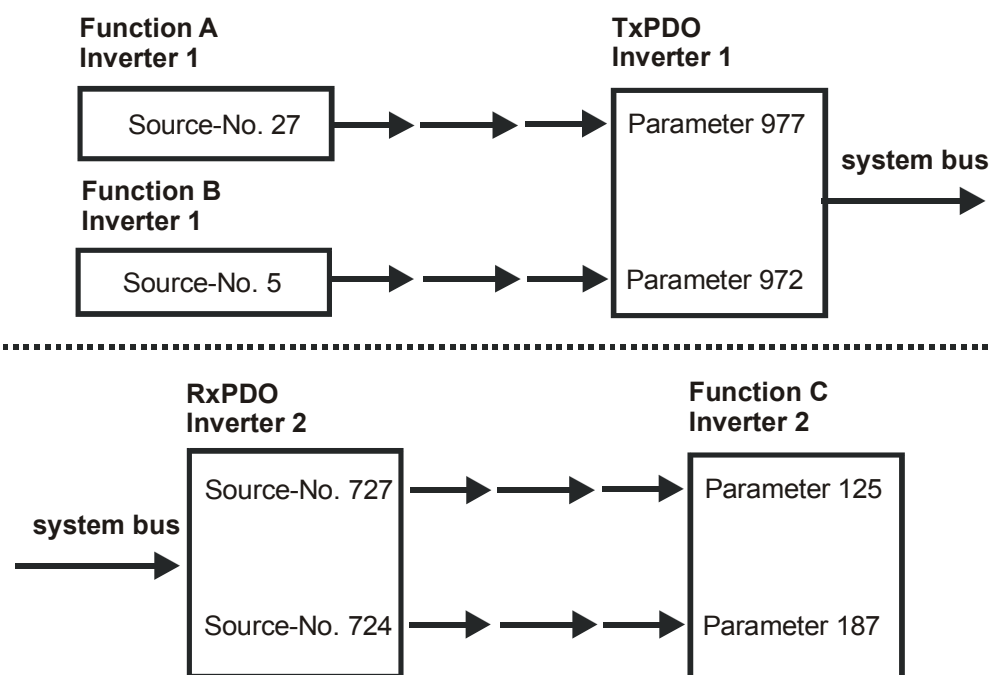 Function A
Inverter 1
TxPDO
Inverter 1
Source-No. 27
Parameter 977
system bus
Function B
Inverter 1
Source-No. 5
Parameter 972
RxPDO
Inverter 2
Function C
Inverter 2
Source-No. 727
Parameter 125
system bus
Source-No. 724
Parameter 187